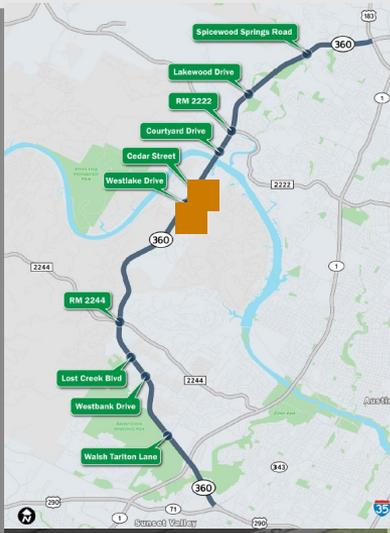 183
Spicewood Springs Road
360
Lakewood Drive
1
RM 2222
Courtyard Drive
Cedar Street
Westlake Drive
2222
360
2244
1
RM 2244
Lost Creek Blvd
2244
Westbank Drive
Austin
Walsh Tarlton Lane
343
360
290
71
35
1
Sunset Valley
290
N